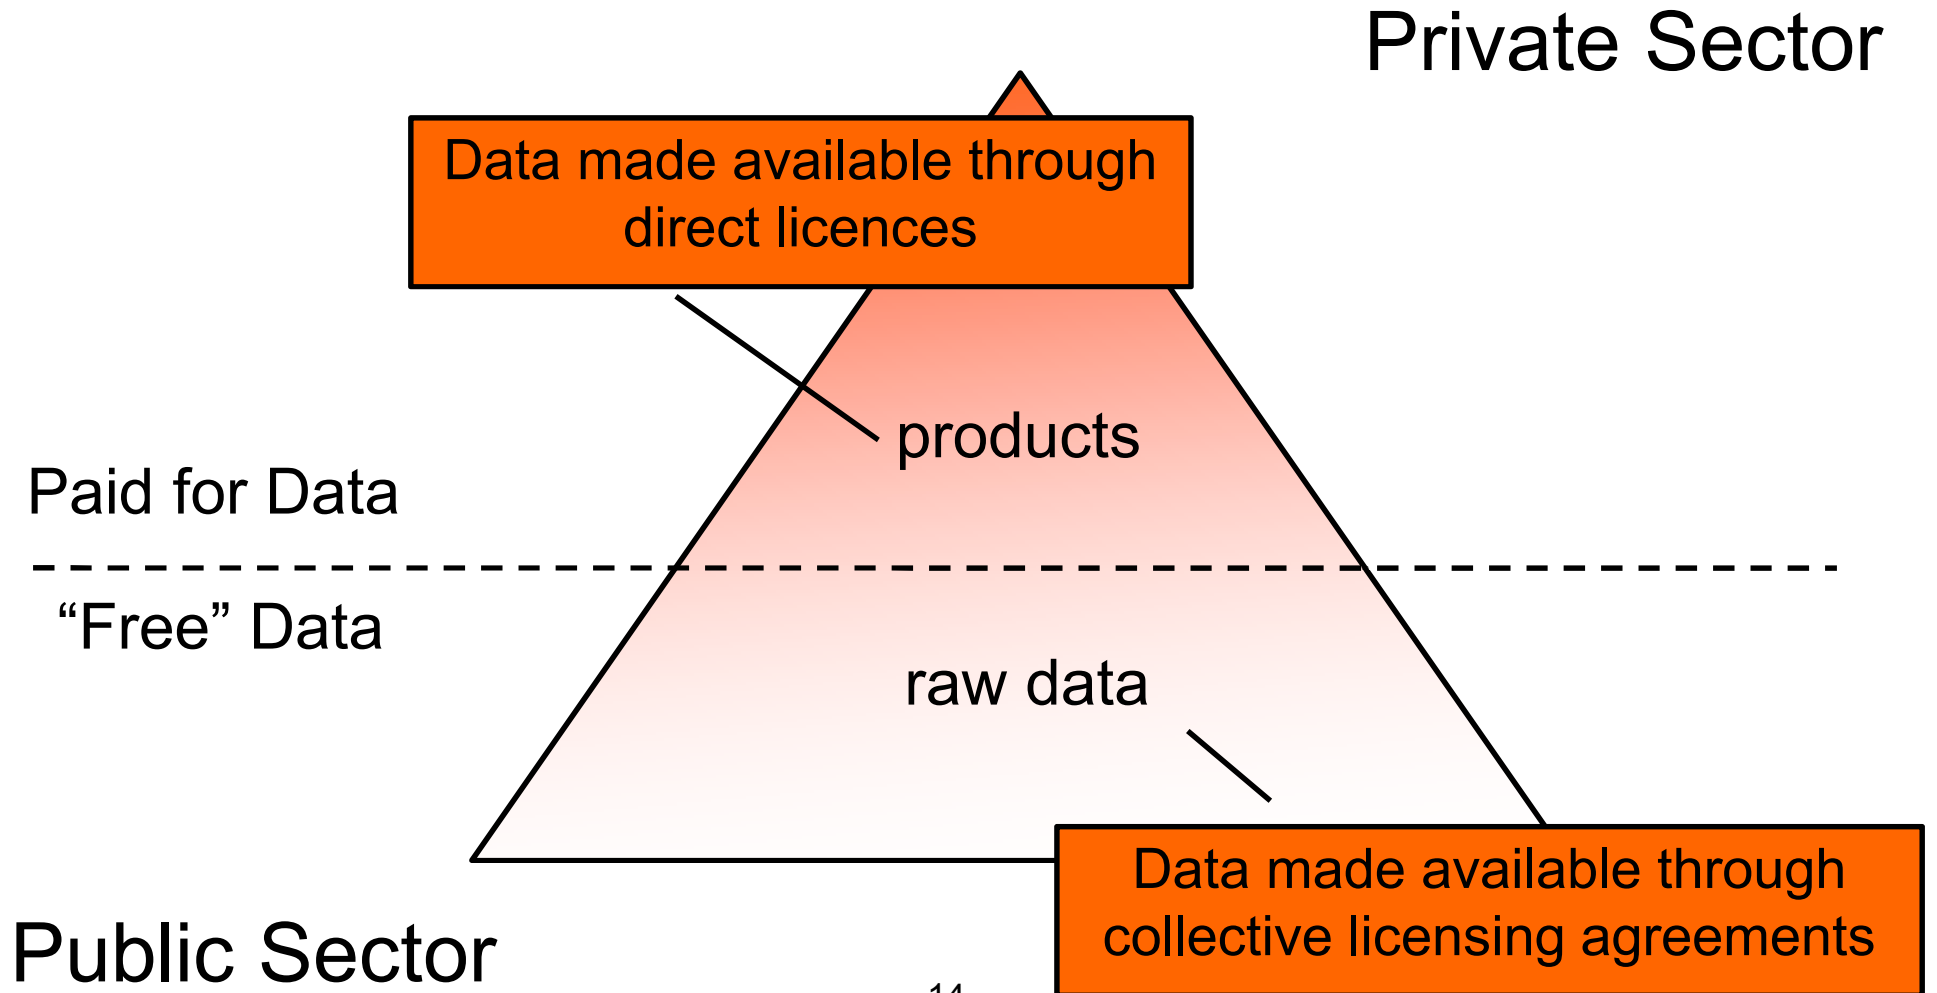 Private Sector
Data made available through
direct licences
products
Paid for Data
“Free” Data
raw data
Data made available through
collective licensing agreements
Public Sector
14